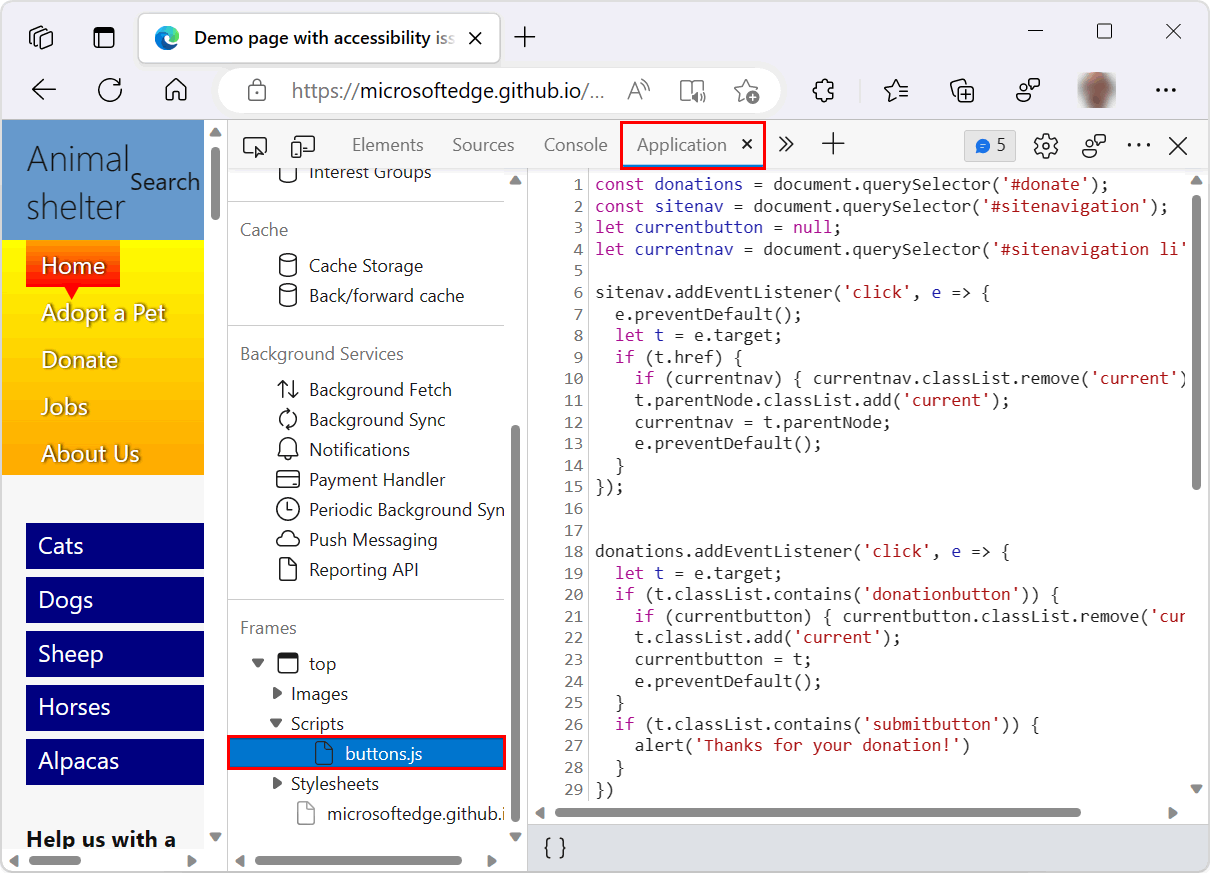 Demo page with accessibility iss
https://microsoftedge.github.io/...
Animal
shelter
Search
Home
Adopt a Pet
Donate
Jobs
About Us
Cats
Dogs
Sheep
Horses
Alpacas
Help us with a
Elements Sources Console Application 5
Interest Groups
Cache
Cache Storage
Back/forward cache
Background Services
Background Fetch
Background Sync
Notifications
Payment Handler
Periodic Background Syn
Push Messaging
Reporting API
Frames
top
Images
Scripts
buttons.js
Stylesheets
microsoftedge.github.i
1 const donations = document.querySelector('#donate');
2 const sitenav = document.querySelector('#sitenavigation');
3 let currentbutton = null;
4 let currentnav = document.querySelector('#sitenavigation li'
5
6 sitenav.addEventListener('click', e => {
7   e.preventDefault();
8   let t = e.target;
9   if (t.href) {
10     if (currentnav) { currentnav.classList.remove('current')
11     t.parentNode.classList.add('current');
12     currentnav = t.parentNode;
13     e.preventDefault();
14   }
15 });
16
17
18 donations.addEventListener('click', e => {
19   let t = e.target;
20   if (t.classList.contains('donationbutton')) {
21     if (currentbutton) { currentbutton.classList.remove('cur
22     t.classList.add('current');
23     currentbutton = t;
24     e.preventDefault();
25   }
26   if (t.classList.contains('submitbutton')) {
27     alert('Thanks for your donation!')
28   }
29 })
{ }